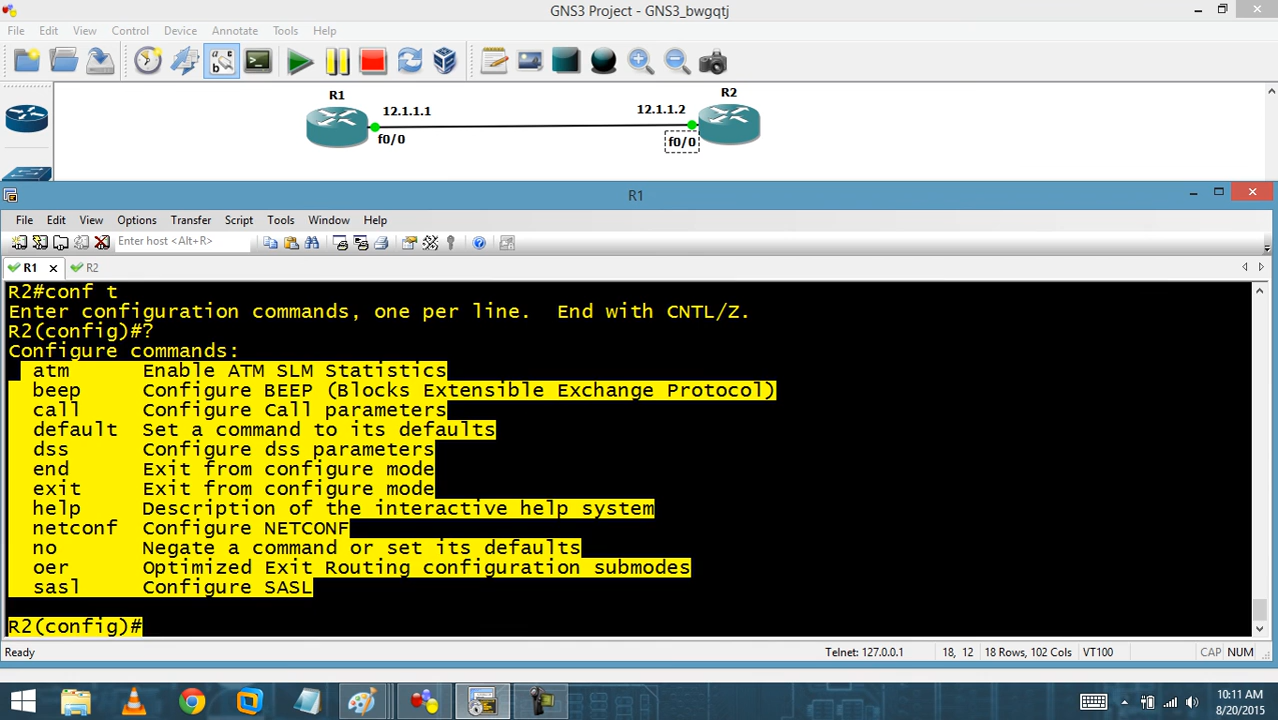 GNS3 Project - GNS3_bwgqtj
File Edit View Control Device Annotate Tools Help
R1
R2
12.1.1.1
12.1.1.2
f0/0
f0/0
R1
File Edit View Options Transfer Script Tools Window Help
Enter host <Alt+R>
R1 R2
R2#conf t
Enter configuration commands, one per line.  End with CNTL/Z.
R2(config)#?
Configure commands:
atm      Enable ATM SLM Statistics
beep     Configure BEEP (Blocks Extensible Exchange Protocol)
call     Configure Call parameters
default  Set a command to its defaults
dss      Configure dss parameters
end      Exit from configure mode
exit     Exit from configure mode
help     Description of the interactive help system
netconf  Configure NETCONF
no       Negate a command or set its defaults
oer      Optimized Exit Routing configuration submodes
sasl     Configure SASL
R2(config)#
Ready Telnet: 127.0.0.1 18, 12 18 Rows, 102 Cols VT100 CAP NUM
10:11 AM
8/20/2015